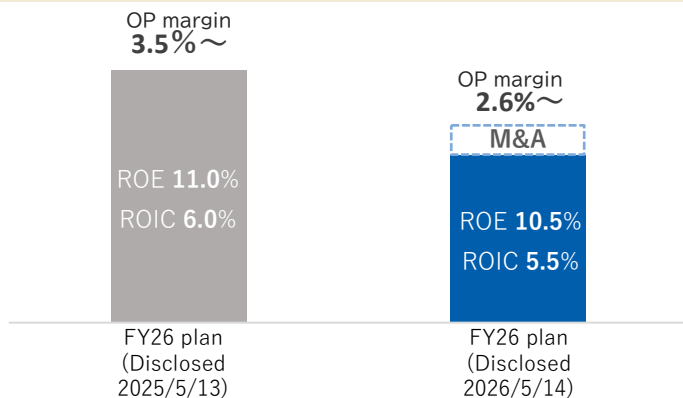 OP margin
3.5%～
ROE 11.0%
ROIC 6.0%
FY26 plan
(Disclosed
2025/5/13)
OP margin
2.6%～
M&A
ROE 10.5%
ROIC 5.5%
FY26 plan
(Disclosed
2026/5/14)